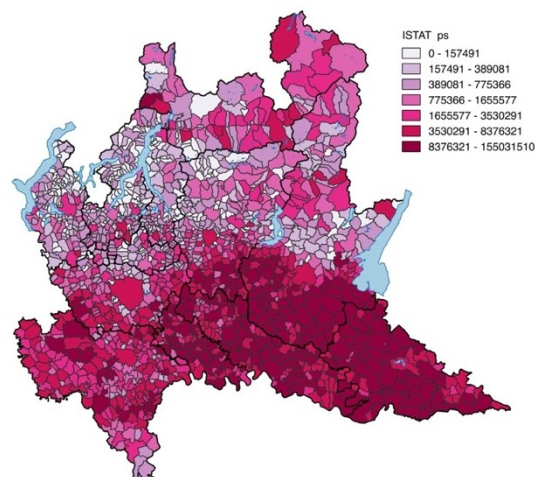 ISTAT ps
0 - 157491
157491 - 389081
389081 - 775366
775366 - 1655577
1655577 - 3530291
3530291 - 8376321
8376321 - 155031510